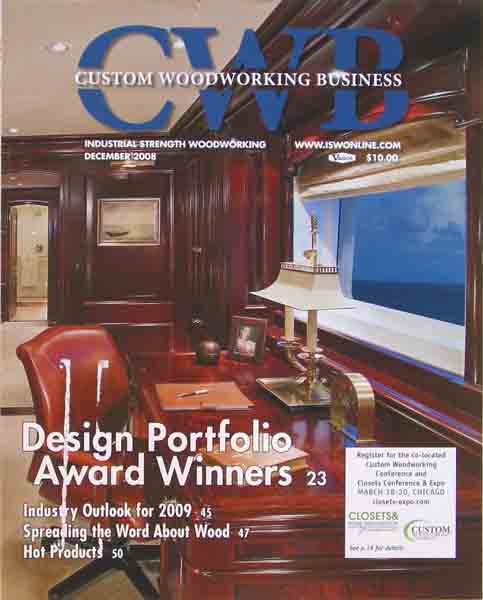 CWB
CUSTOM WOODWORKING BUSINESS
INDUSTRIAL STRENGTH WOODWORKING
DECEMBER 2008
WWW.ISWONLINE.COM
Vance $10.00
Design Portfolio
Award Winners 23
Industry Outlook for 2009 45
Spreading the Word About Wood 47
Hot Products 50
Register for the co-located
Custom Woodworking
Conference and
Closets Conference & Expo
MARCH 18-20, CHICAGO
closets-expo.com
CLOSETS&
CUSTOM
See p.14 for details